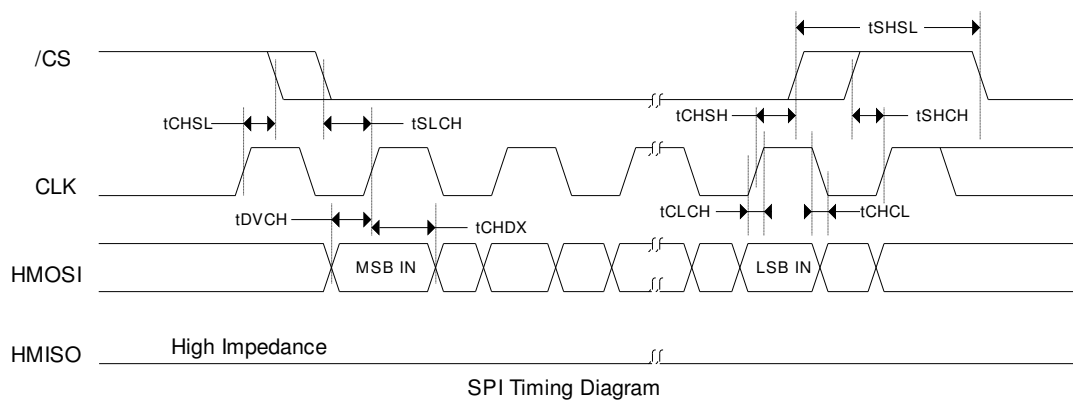 tSHSL
/CS
tCHSL
tSLCH
tCHSH
tSHCH
CLK
tDVCH
tCHDX
tCLCH
tCHCL
HMOSI
MSB IN
LSB IN
HMISO
High Impedance
SPI Timing Diagram